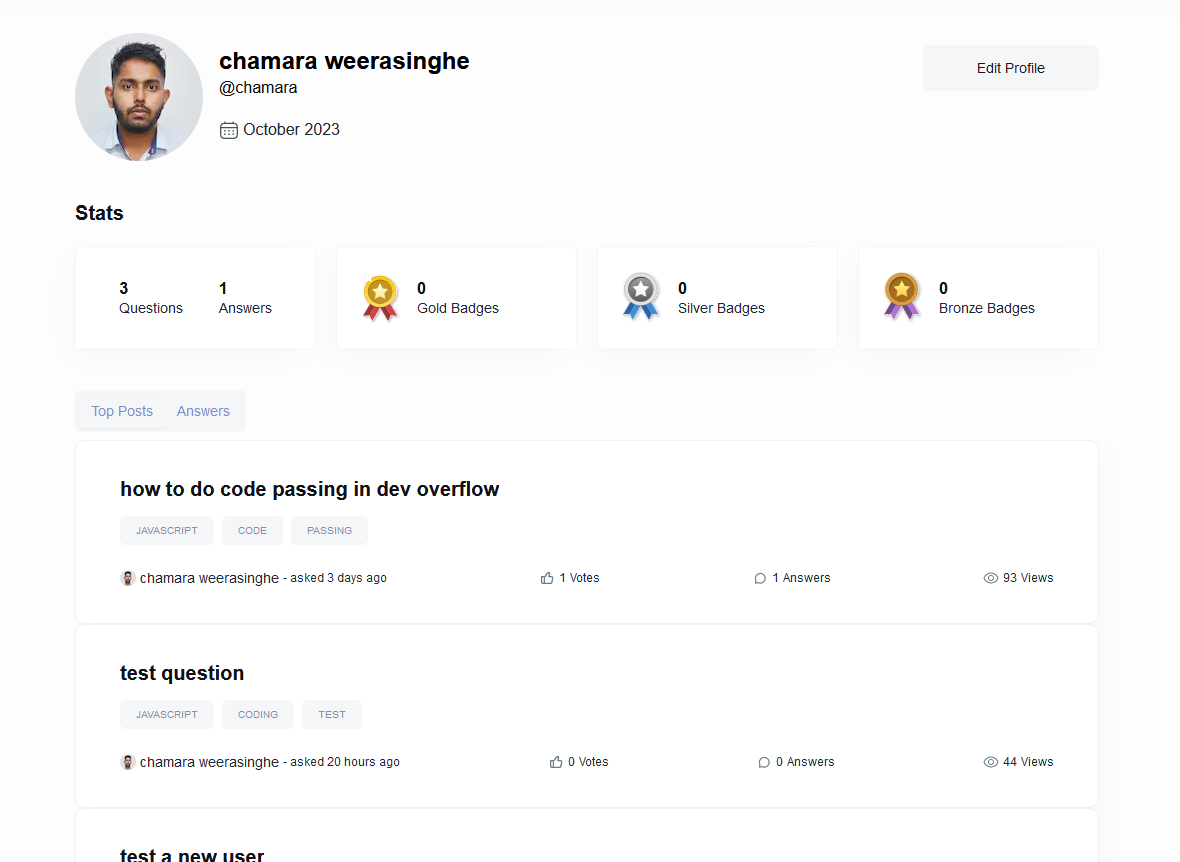 chamara weerasinghe
Edit Profile
@chamara
October 2023
Stats
3 1 0 0 0
Questions Answers Gold Badges Silver Badges Bronze Badges
Top Posts Answers
how to do code passing in dev overflow
JAVASCRIPT CODE PASSING
chamara weerasinghe - asked 3 days ago 1 Votes 1 Answers 93 Views
test question
JAVASCRIPT CODING TEST
chamara weerasinghe - asked 20 hours ago 0 Votes 0 Answers 44 Views
test a new user